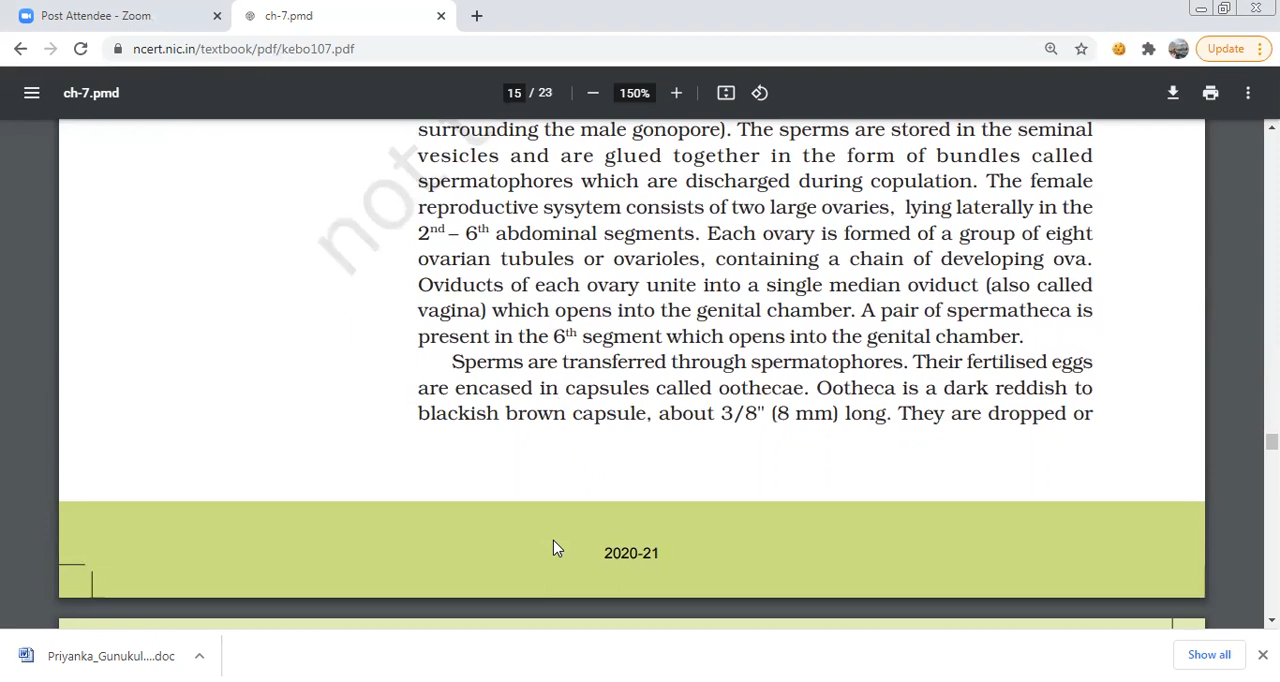 Post Attendee - Zoom
ch-7.pmd
ncert.nic.in/textbook/pdf/kebo107.pdf
Update
ch-7.pmd
15 / 23
150%
surrounding the male gonopore). The sperms are stored in the seminal
vesicles and are glued together in the form of bundles called
spermatophores which are discharged during copulation. The female
reproductive sysytem consists of two large ovaries, lying laterally in the
2nd – 6th abdominal segments. Each ovary is formed of a group of eight
ovarian tubules or ovarioles, containing a chain of developing ova.
Oviducts of each ovary unite into a single median oviduct (also called
vagina) which opens into the genital chamber. A pair of spermatheca is
present in the 6th segment which opens into the genital chamber.
Sperms are transferred through spermatophores. Their fertilised eggs
are encased in capsules called oothecae. Ootheca is a dark reddish to
blackish brown capsule, about 3/8" (8 mm) long. They are dropped or
not
2020-21
Priyanka_Gunukul....doc
Show all